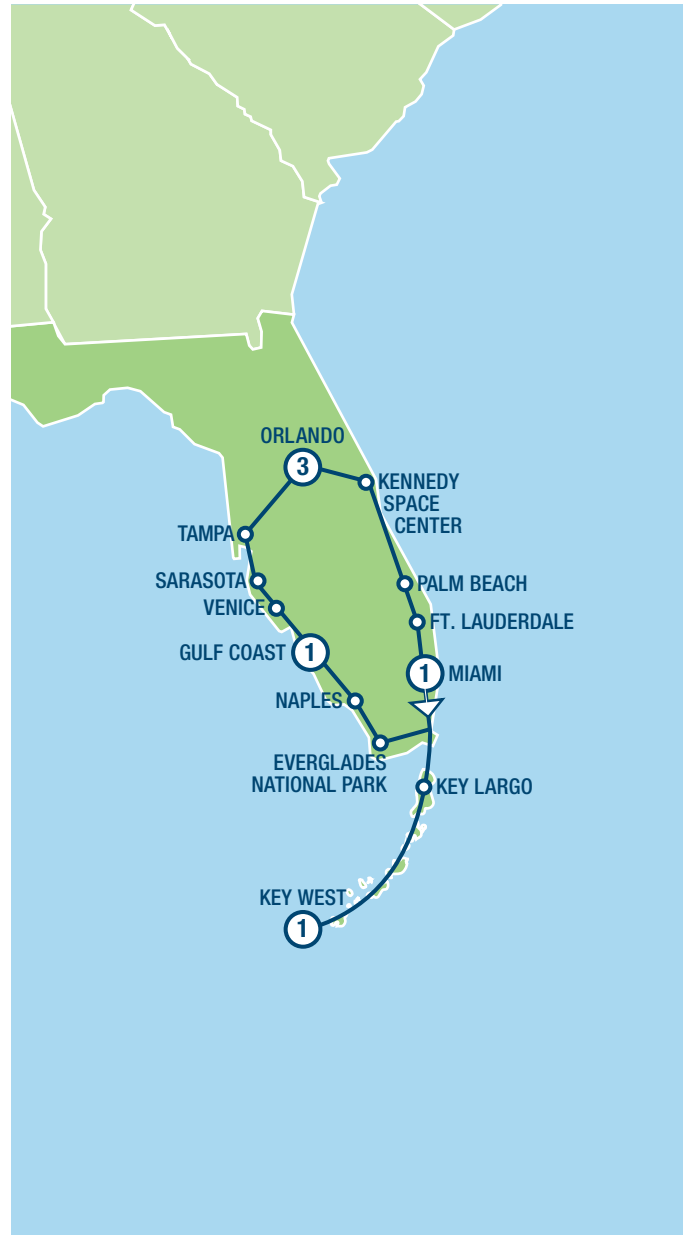 ORLANDO
3
KENNEDY
SPACE
CENTER
TAMPA
SARASOTA
PALM BEACH
VENICE
FT. LAUDERDALE
GULF COAST
1
1
MIAMI
NAPLES
EVERGLADES
NATIONAL PARK
KEY LARGO
KEY WEST
1